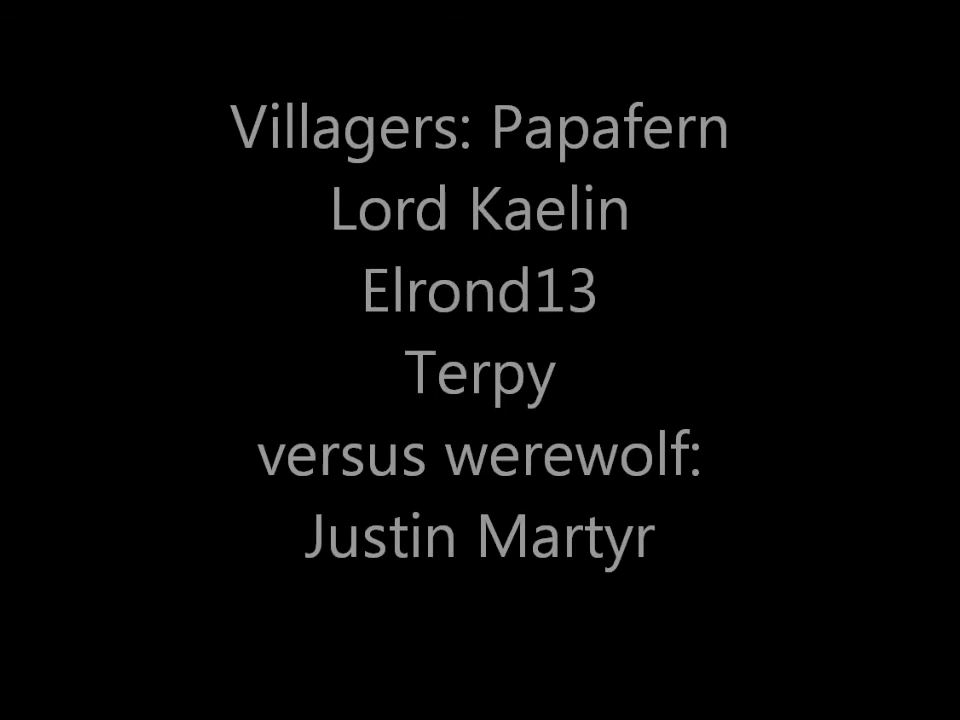 Villagers: Papafern
Lord Kaelin
Elrond13
Terpy
versus werewolf:
Justin Martyr